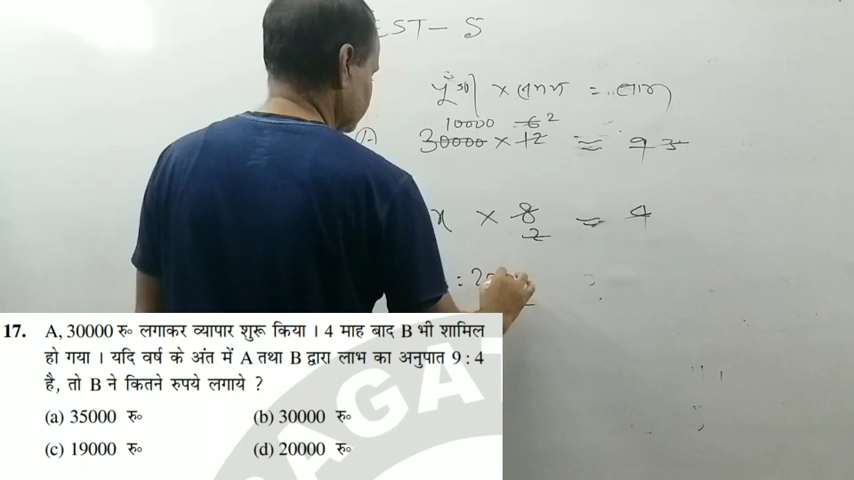 EST - 5
पूँजी × समय = लाभ
10000 6 2
A 30000 × 12 ≈ 9 3
x × 8 ≈ 4
2
17. A, 30000 रु० लगाकर व्यापार शुरू किया । 4 माह बाद B भी शामिल
हो गया । यदि वर्ष के अंत में A तथा B द्वारा लाभ का अनुपात 9 : 4
है, तो B ने कितने रुपये लगाये ?
(a) 35000 रु० (b) 30000 रु०
(c) 19000 रु० (d) 20000 रु०